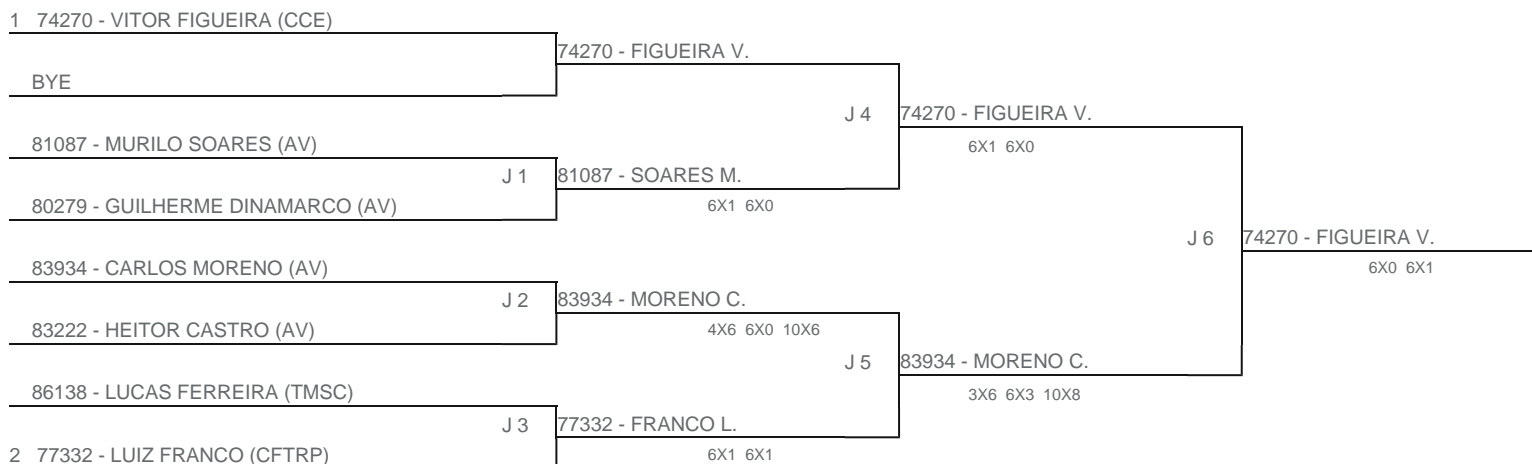 1 74270 - VITOR FIGUEIRA (CCE)
74270 - FIGUEIRA V.
BYE
J 4 74270 - FIGUEIRA V.
81087 - MURILO SOARES (AV)
6X1 6X0
J 1 81087 - SOARES M.
80279 - GUILHERME DINAMARCO (AV)
6X1 6X0
J 6 74270 - FIGUEIRA V.
83934 - CARLOS MORENO (AV)
6X0 6X1
J 2 83934 - MORENO C.
83222 - HEITOR CASTRO (AV)
4X6 6X0 10X6
J 5 83934 - MORENO C.
86138 - LUCAS FERREIRA (TMSC)
3X6 6X3 10X8
J 3 77332 - FRANCO L.
2 77332 - LUIZ FRANCO (CFTRP)
6X1 6X1